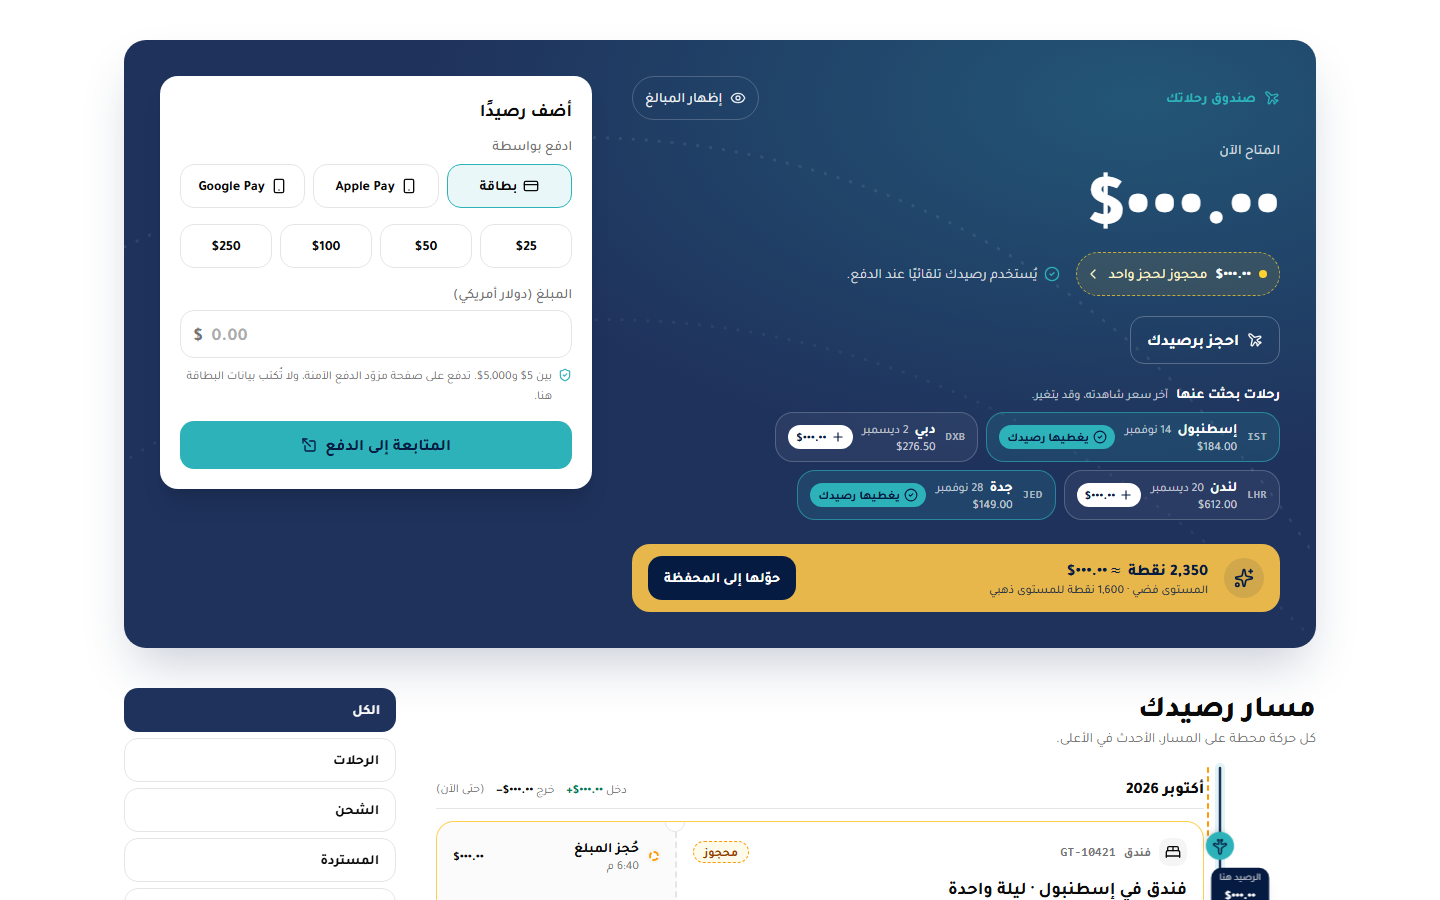 صندوق رحلاتك
إظهار المبالغ
المتاح الآن
$•••.••
$•••.•• محجوز لحجز واحد
يُستخدم رصيدك تلقائيًا عند الدفع.
احجز برصيدك
رحلات بحثت عنها آخر سعر شاهدته، وقد يتغير.
IST إسطنبول 14 نوفمبر
$184.00
يغطيها رصيدك
DXB دبي 2 ديسمبر
$276.50
+ $•••.••
LHR لندن 20 ديسمبر
$612.00
+ $•••.••
JED جدة 28 نوفمبر
$149.00
يغطيها رصيدك
2,350 نقطة ≈ $•••.••
المستوى فضي · 1,600 نقطة للمستوى ذهبي
حوّلها إلى المحفظة
أضف رصيدًا
ادفع بواسطة
بطاقة
Apple Pay
Google Pay
$25
$50
$100
$250
المبلغ (دولار أمريكي)
$ 0.00
بين 5$ و5,000$. تدفع على صفحة مزوّد الدفع الآمنة، ولا تُكتب بيانات البطاقة
هنا.
المتابعة إلى الدفع
مسار رصيدك
كل حركة محطة على المسار، الأحدث في الأعلى.
أكتوبر 2026
دخل +$•••.•• خرج −$•••.•• (حتى الآن)
فندق GT-10421
محجوز
فندق في إسطنبول · ليلة واحدة
حُجز المبلغ
6:40 م
$•••.••
الرصيد هنا
$•••.••
الكل
الرحلات
الشحن
المستردة